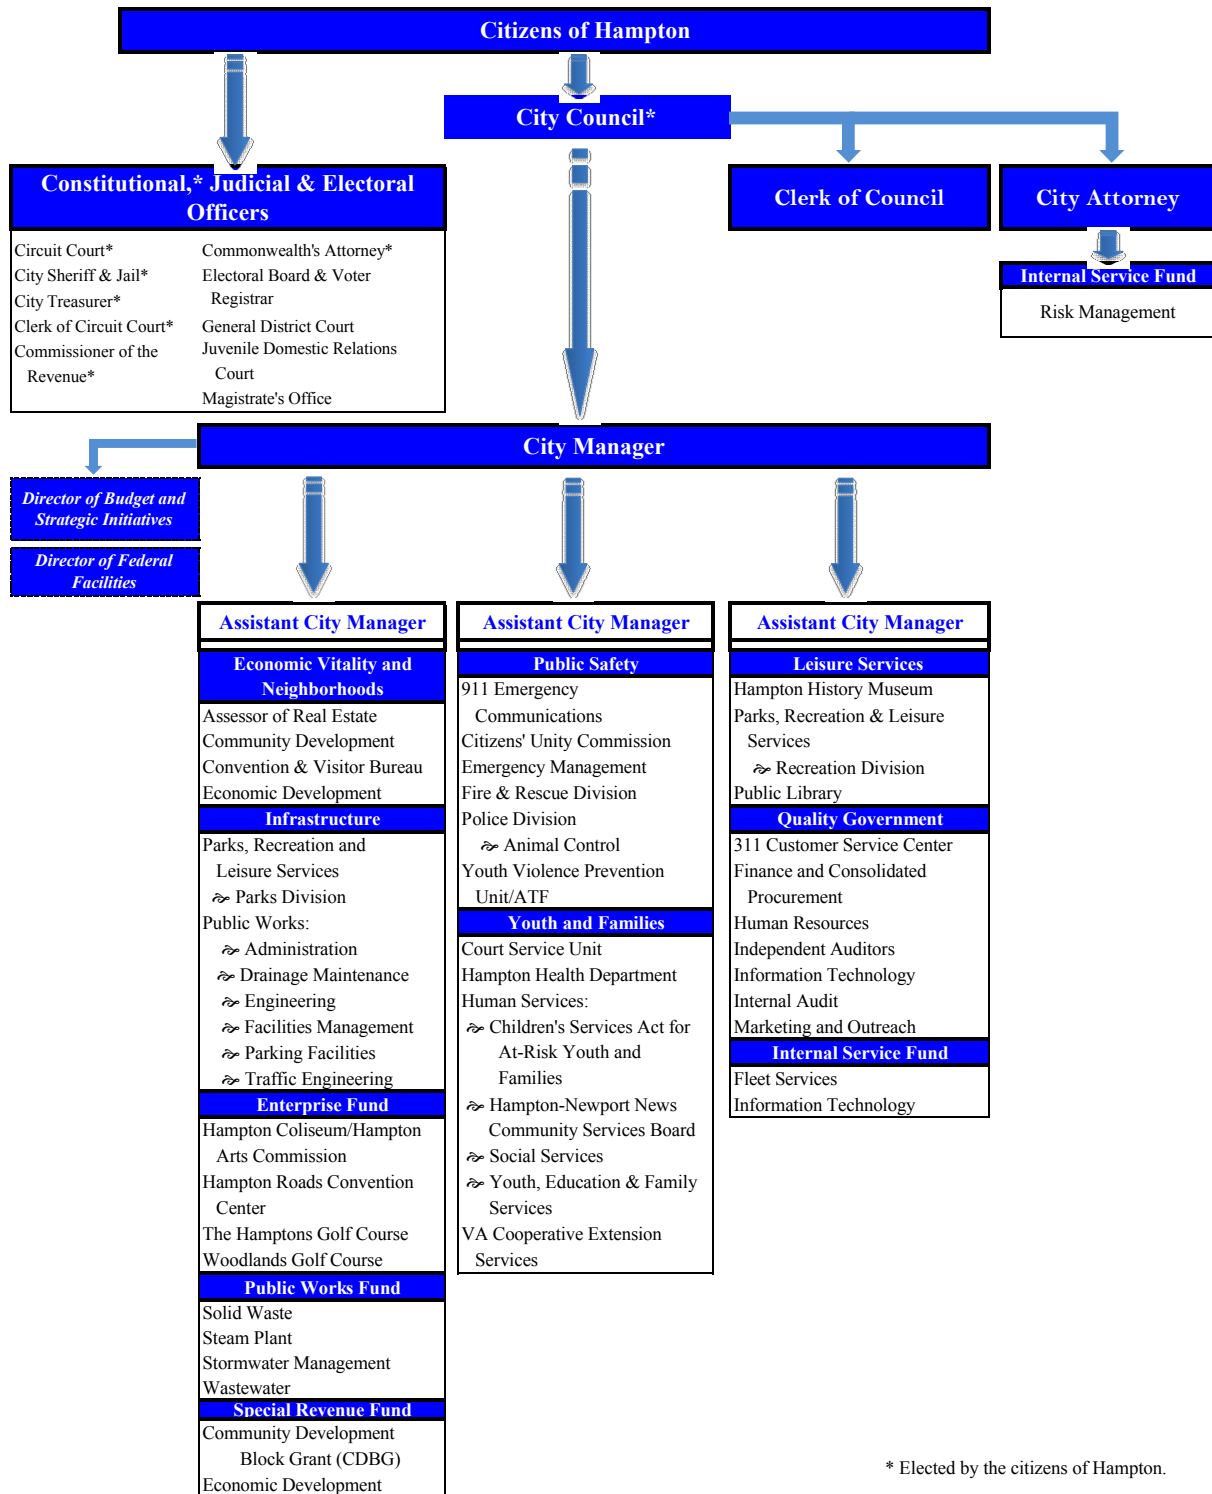 Citizens of Hampton
City Council*
Constitutional,* Judicial & Electoral
Officers
Circuit Court*
City Sheriff & Jail*
City Treasurer*
Clerk of Circuit Court*
Commissioner of the
Revenue*
Commonwealth's Attorney*
Electoral Board & Voter
Registrar
General District Court
Juvenile Domestic Relations
Court
Magistrate's Office
Clerk of Council
City Attorney
Internal Service Fund
Risk Management
City Manager
Director of Budget and
Strategic Initiatives
Director of Federal
Facilities
Assistant City Manager
Economic Vitality and
Neighborhoods
Assessor of Real Estate
Community Development
Convention & Visitor Bureau
Economic Development
Infrastructure
Parks, Recreation and
Leisure Services
Parks Division
Public Works:
Administration
Drainage Maintenance
Engineering
Facilities Management
Parking Facilities
Traffic Engineering
Enterprise Fund
Hampton Coliseum/Hampton
Arts Commission
Hampton Roads Convention
Center
The Hamptons Golf Course
Woodlands Golf Course
Public Works Fund
Solid Waste
Steam Plant
Stormwater Management
Wastewater
Special Revenue Fund
Community Development
Block Grant (CDBG)
Economic Development
Assistant City Manager
Public Safety
911 Emergency
Communications
Citizens' Unity Commission
Emergency Management
Fire & Rescue Division
Police Division
Animal Control
Youth Violence Prevention
Unit/ATF
Youth and Families
Court Service Unit
Hampton Health Department
Human Services:
Children's Services Act for
At-Risk Youth and
Families
Hampton-Newport News
Community Services Board
Social Services
Youth, Education & Family
Services
VA Cooperative Extension
Services
Assistant City Manager
Leisure Services
Hampton History Museum
Parks, Recreation & Leisure
Services
Recreation Division
Public Library
Quality Government
311 Customer Service Center
Finance and Consolidated
Procurement
Human Resources
Independent Auditors
Information Technology
Internal Audit
Marketing and Outreach
Internal Service Fund
Fleet Services
Information Technology
* Elected by the citizens of Hampton.